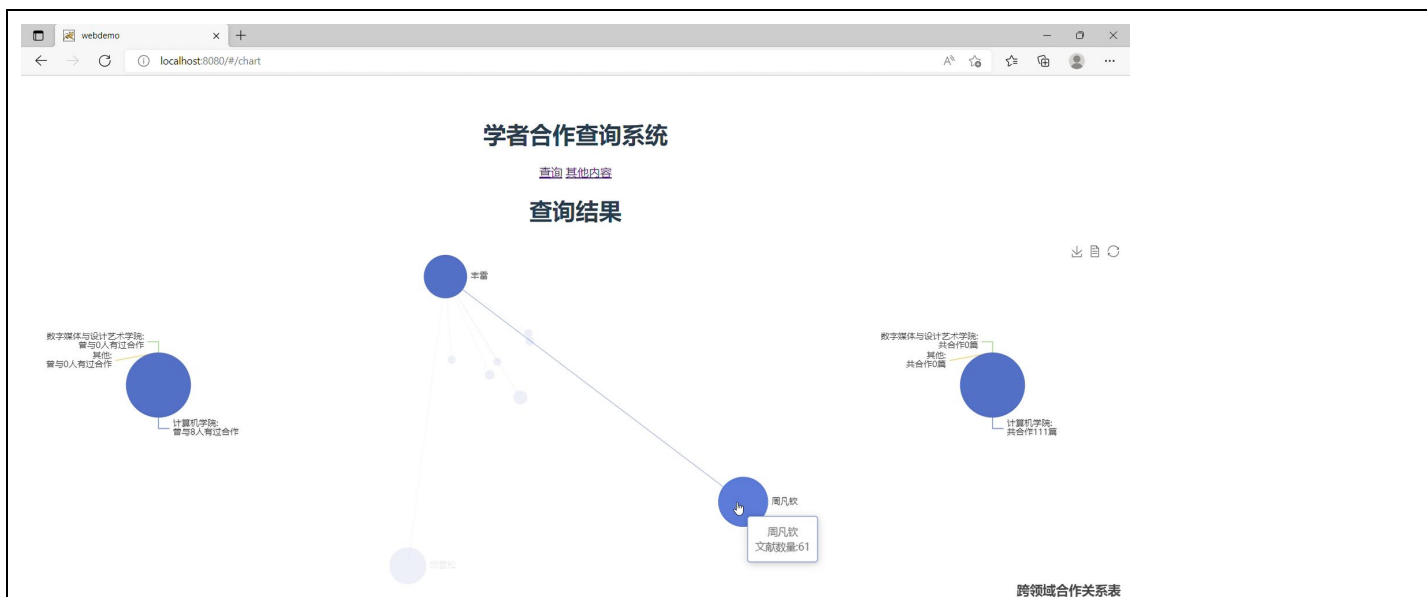 webdemo
localhost:8080/#/chart
学者合作查询系统
查询 其他内容
查询结果
丰雷
数字媒体与设计艺术学院:
曾与0人有过合作
其他:
曾与0人有过合作
计算机学院:
曾与8人有过合作
数字媒体与设计艺术学院:
共合作0篇
其他:
共合作0篇
计算机学院:
共合作111篇
周凡钦
周凡钦
文献数量:61
跨领域合作关系表